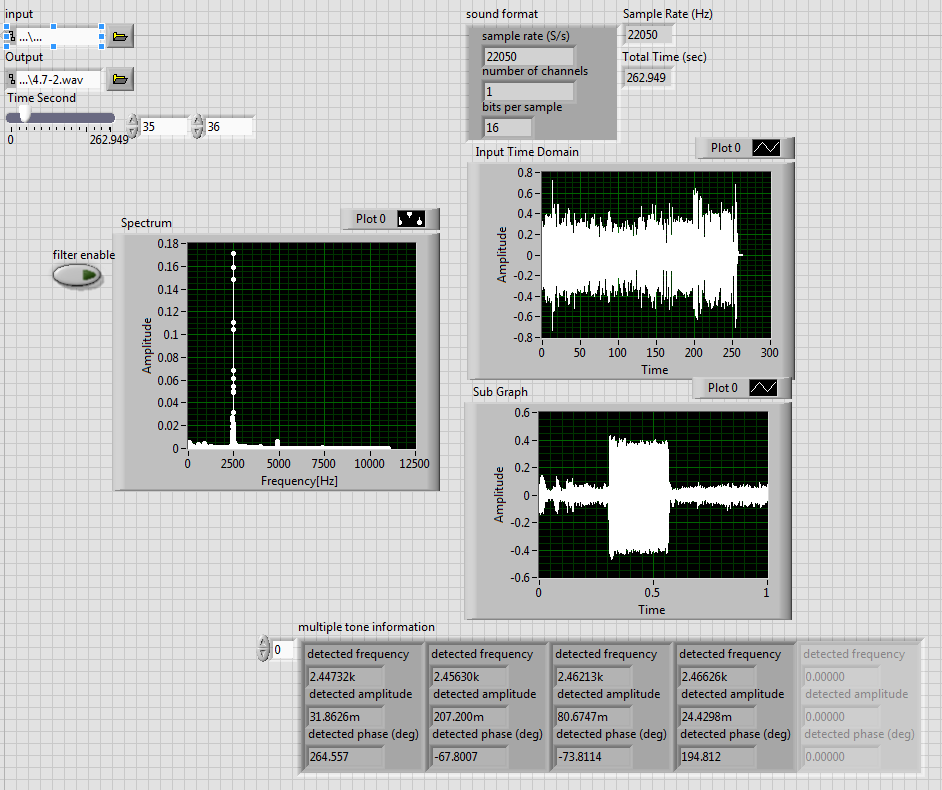 input
...\...
Output
...\4.7-2.wav
Time Second
0 262.949
35 36
sound format
sample rate (S/s)
22050
number of channels
1
bits per sample
16
Sample Rate (Hz)
22050
Total Time (sec)
262.949
filter enable
Spectrum
Plot 0
0.18
0.16
0.14
0.12
0.1
0.08
0.06
0.04
0.02
0
Amplitude
0 2500 5000 7500 10000 12500
Frequency[Hz]
Input Time Domain
Plot 0
0.8
0.6
0.4
0.2
0
-0.2
-0.4
-0.6
-0.8
Amplitude
0 50 100 150 200 250 300
Time
Sub Graph
Plot 0
0.6
0.4
0.2
0
-0.2
-0.4
-0.6
Amplitude
0 0.5 1
Time
multiple tone information
0
detected frequency detected frequency detected frequency detected frequency detected frequency
2.44732k 2.45630k 2.46213k 2.46626k 0.00000
detected amplitude detected amplitude detected amplitude detected amplitude detected amplitude
31.8626m 207.200m 80.6747m 24.4298m 0.00000
detected phase (deg) detected phase (deg) detected phase (deg) detected phase (deg) detected phase (deg)
264.557 -67.8007 -73.8114 194.812 0.00000